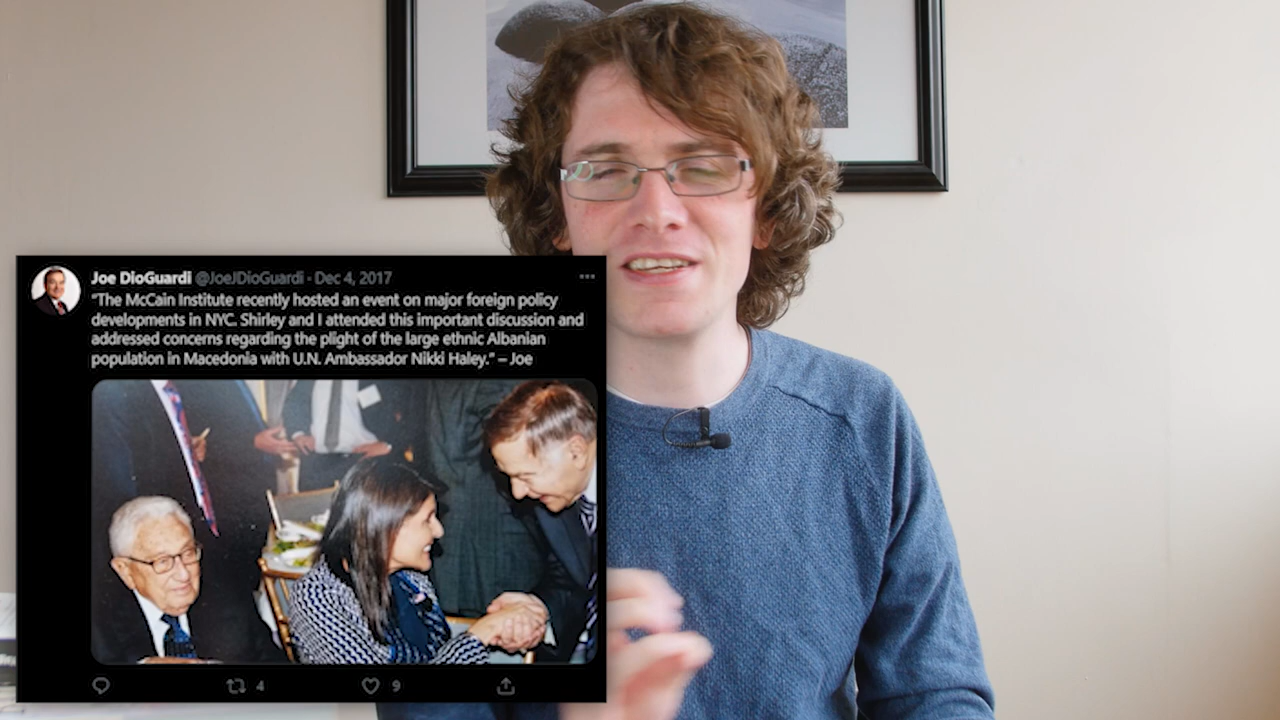 Joe DioGuardi @JoeJDioGuardi · Dec 4, 2017
"The McCain Institute recently hosted an event on major foreign policy
developments in NYC. Shirley and I attended this important discussion and
addressed concerns regarding the plight of the large ethnic Albanian
population in Macedonia with U.N. Ambassador Nikki Haley." – Joe
4
9